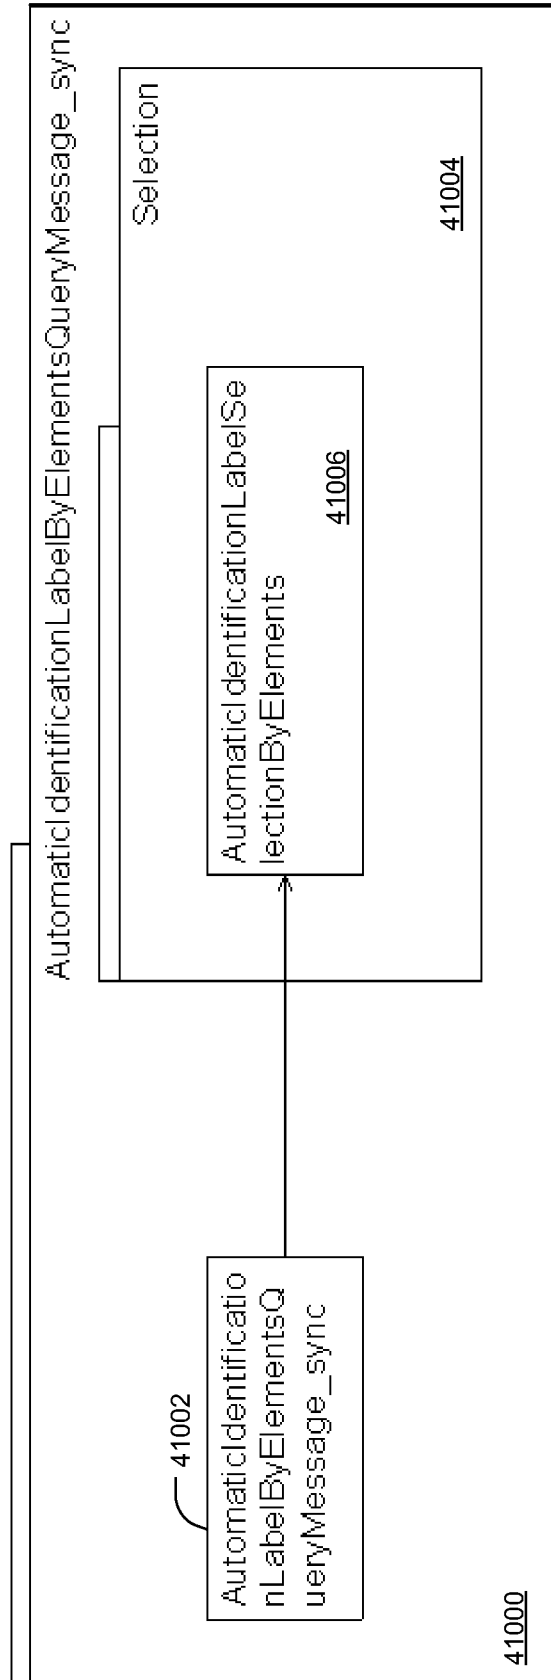 AutomaticIdentificationLabelByElementsQueryMessage_sync
41002
AutomaticIdentificatio
nLabelByElementsQ
ueryMessage_sync
Selection
AutomaticIdentificationLabelSe
lectionByElements
41006
41004
41000